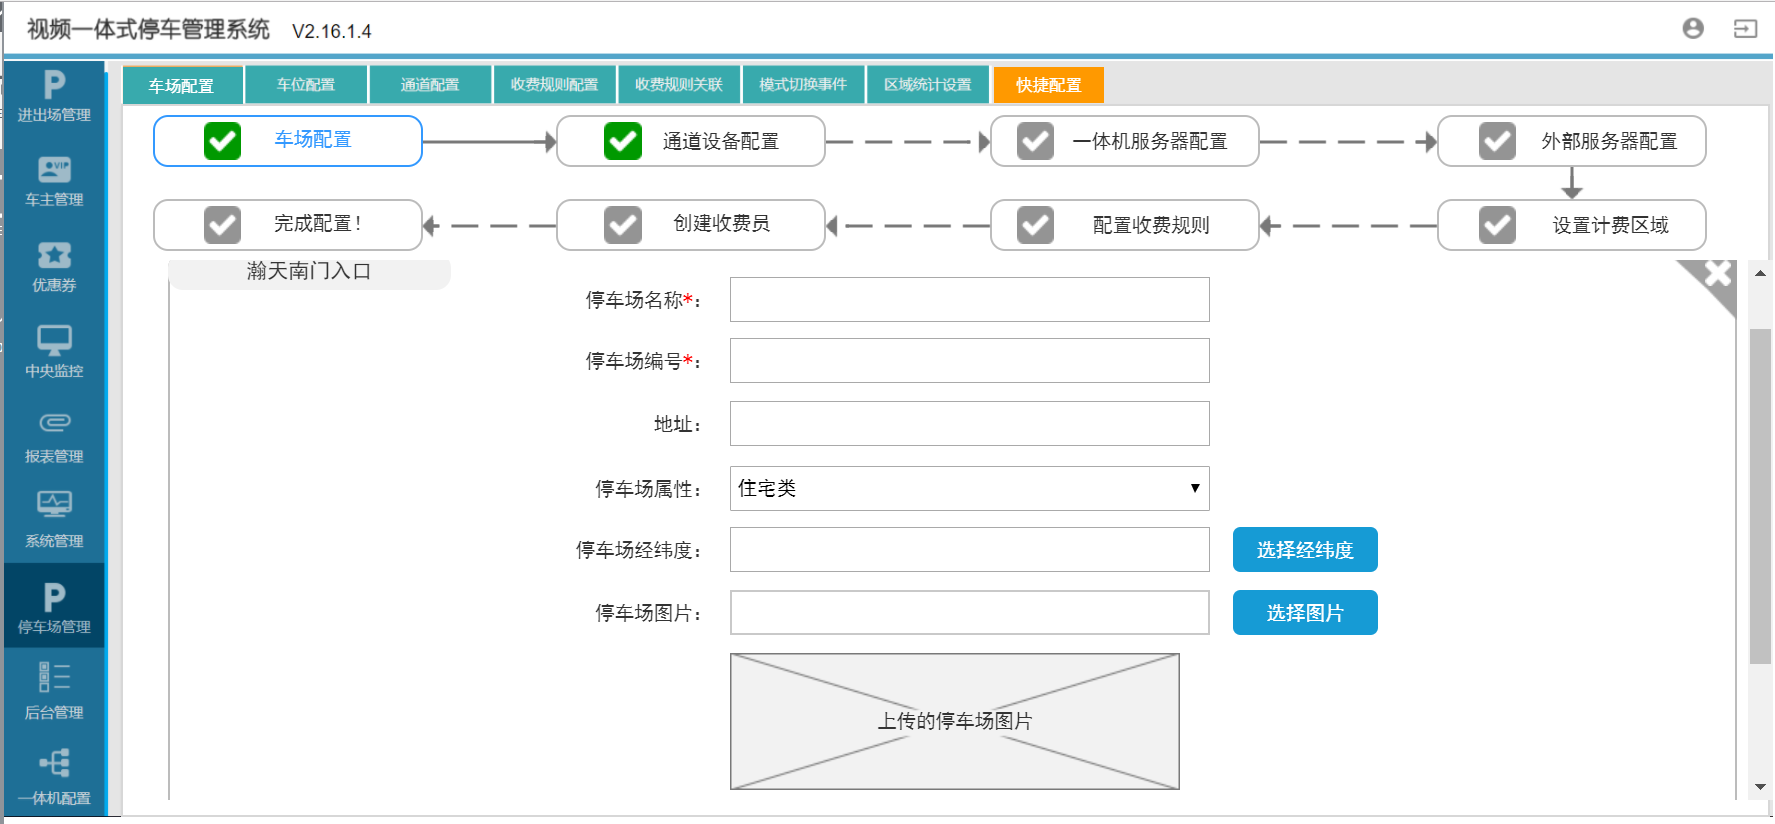 视频一体式停车管理系统 V2.16.1.4
进出场管理
车主管理
优惠券
中央监控
报表管理
系统管理
停车场管理
后台管理
一体机配置
车场配置 车位配置 通道配置 收费规则配置 收费规则关联 模式切换事件 区域统计设置 快捷配置
车场配置 通道设备配置 一体机服务器配置 外部服务器配置
完成配置！ 创建收费员 配置收费规则 设置计费区域
瀚天南门入口
停车场名称*：
停车场编号*：
地址：
停车场属性： 住宅类
停车场经纬度： 选择经纬度
停车场图片： 选择图片
上传的停车场图片